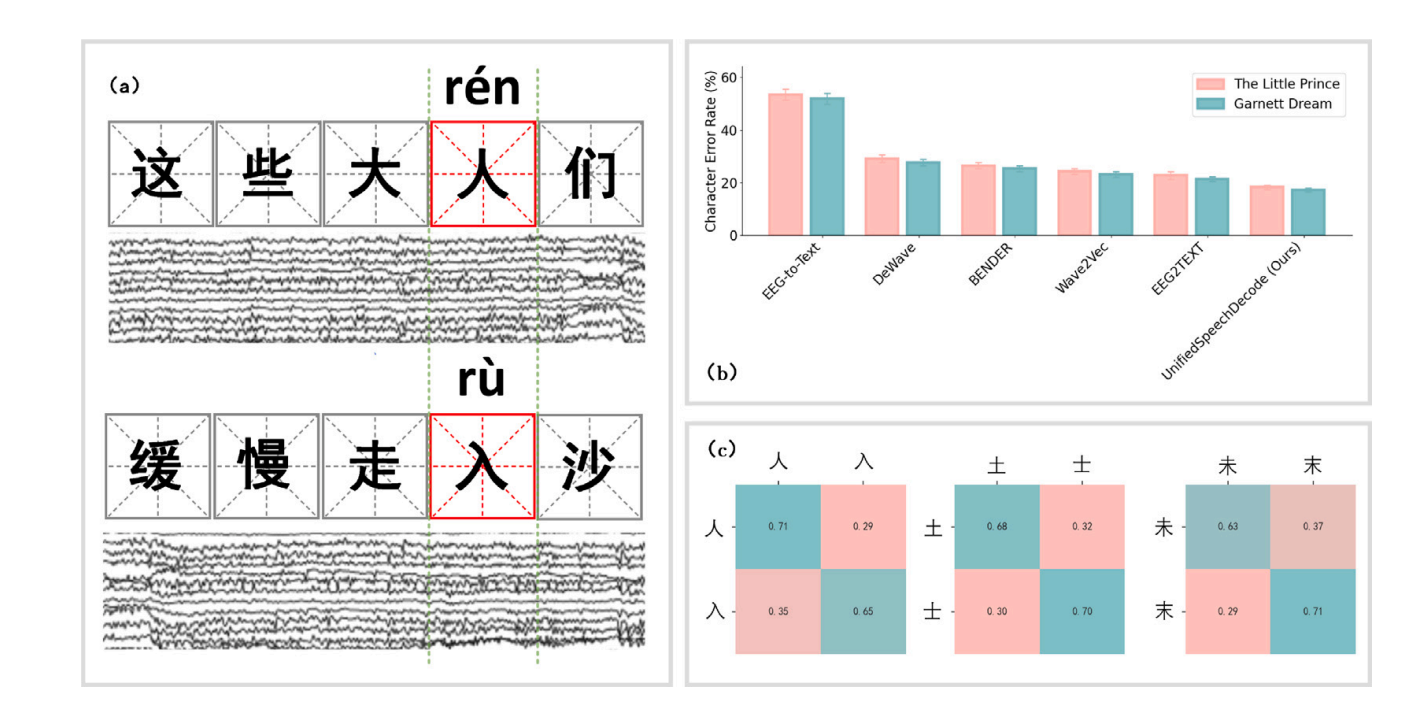 (a)
rén
这些大人们
rù
缓慢走入沙
Character Error Rate (%)
60
40
20
0
The Little Prince
Garnett Dream
EEG-to-Text
DeWave
BENDER
Wave2Vec
EEG2TEXT
UnifiedSpeechDecode (Ours)
(b)
(c)
人 入
人 0.71 0.29
入 0.35 0.65
土 士
土 0.68 0.32
士 0.30 0.70
未 末
未 0.63 0.37
末 0.29 0.71